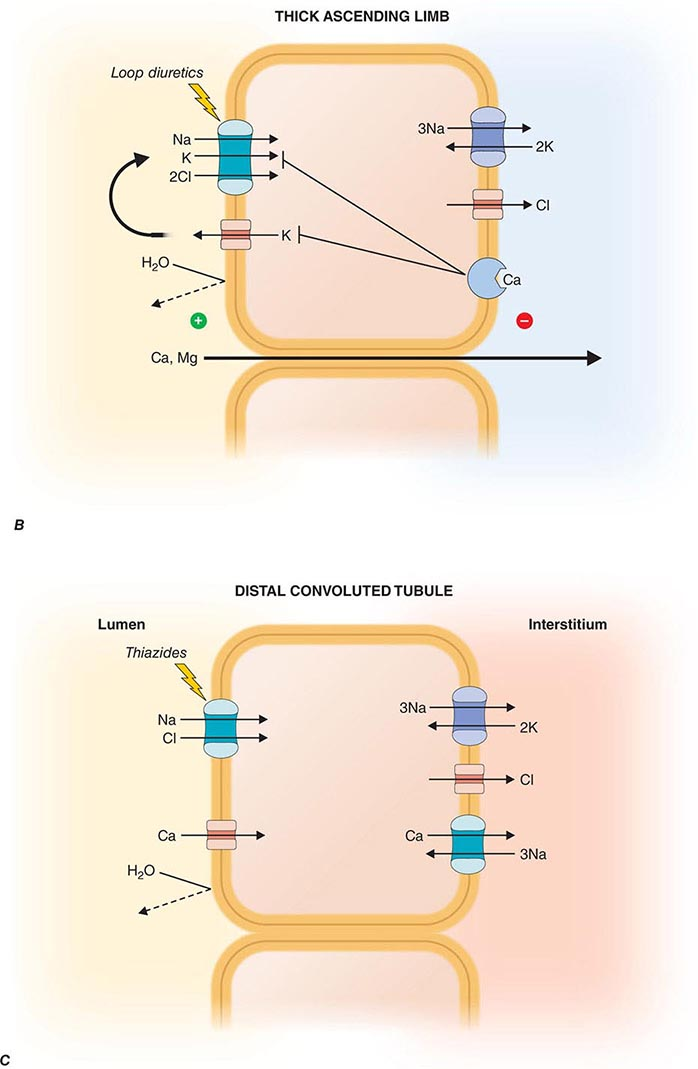 THICK ASCENDING LIMB
Loop diuretics
Na
K
2Cl
3Na
2K
Cl
K
H₂O
Ca
+
−
Ca, Mg
B
DISTAL CONVOLUTED TUBULE
Lumen
Interstitium
Thiazides
Na
Cl
3Na
2K
Cl
Ca
Ca
3Na
H₂O
C